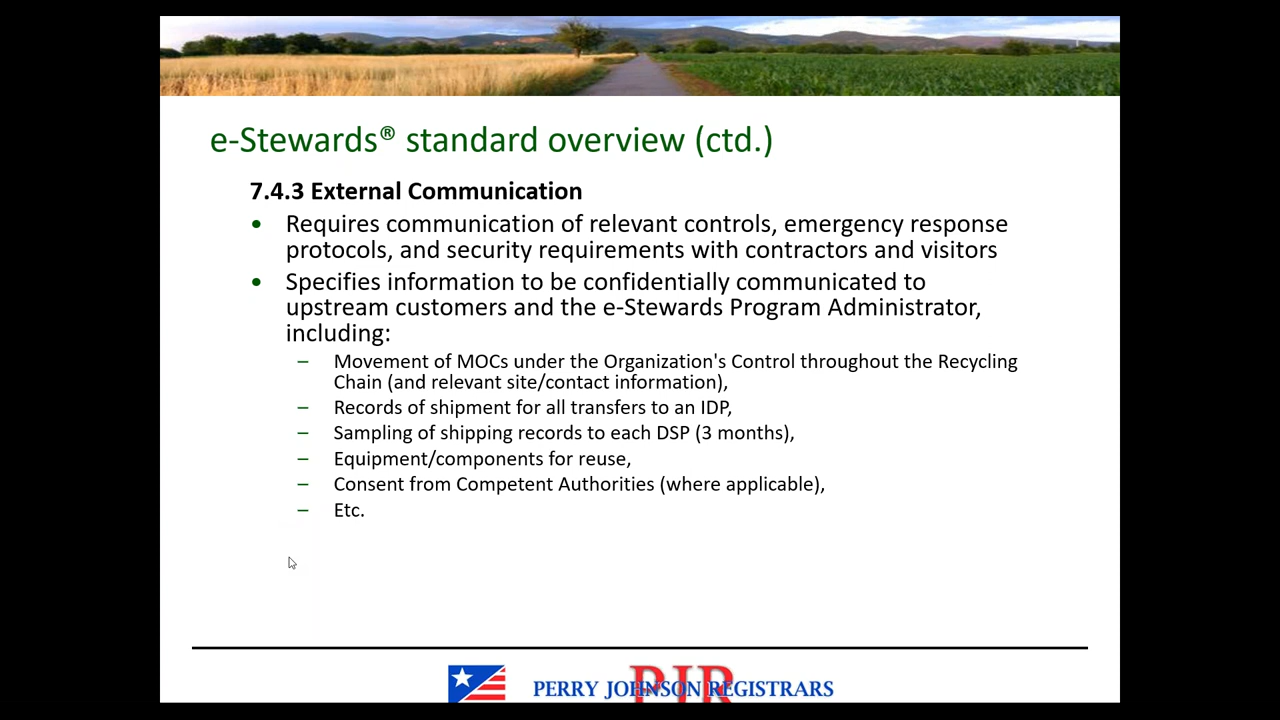 e-Stewards® standard overview (ctd.)
7.4.3 External Communication
• Requires communication of relevant controls, emergency response
protocols, and security requirements with contractors and visitors
• Specifies information to be confidentially communicated to
upstream customers and the e-Stewards Program Administrator,
including:
– Movement of MOCs under the Organization's Control throughout the Recycling
Chain (and relevant site/contact information),
– Records of shipment for all transfers to an IDP,
– Sampling of shipping records to each DSP (3 months),
– Equipment/components for reuse,
– Consent from Competent Authorities (where applicable),
– Etc.
PJR
PERRY JOHNSON REGISTRARS